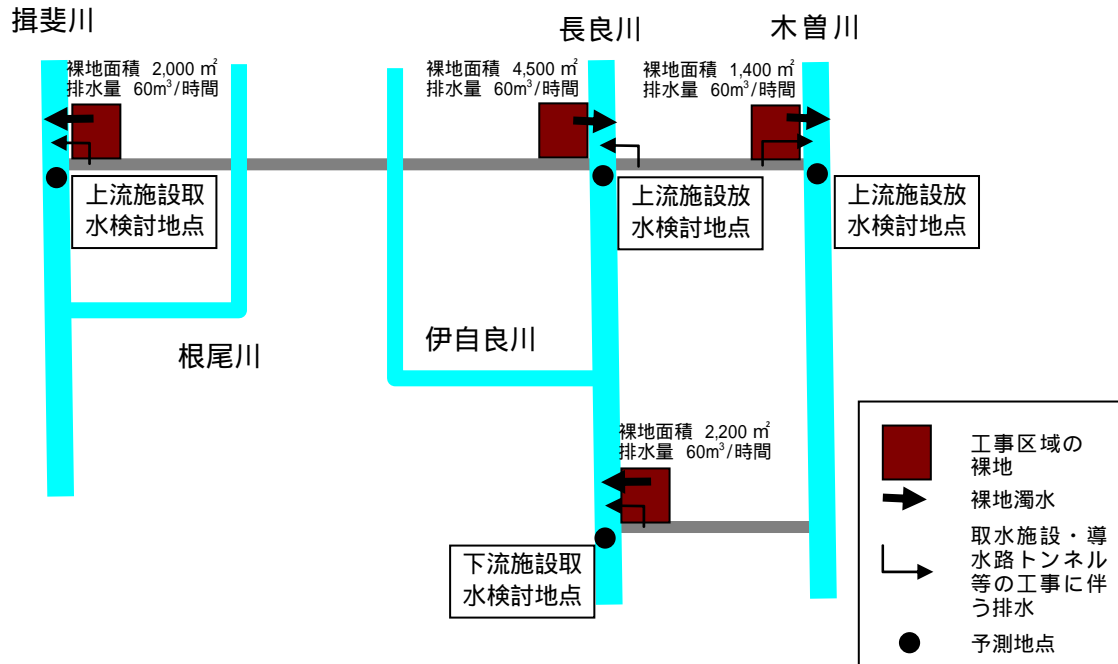 揖斐川
長良川
木曽川
裸地面積 2,000 ㎡
排水量 60m³/時間
裸地面積 4,500 ㎡
排水量 60m³/時間
裸地面積 1,400 ㎡
排水量 60m³/時間
上流施設取
水検討地点
上流施設放
水検討地点
上流施設放
水検討地点
根尾川
伊自良川
裸地面積 2,200 ㎡
排水量 60m³/時間
下流施設取
水検討地点
工事区域の
裸地
裸地濁水
取水施設・導
水路トンネル
等の工事に伴
う排水
予測地点